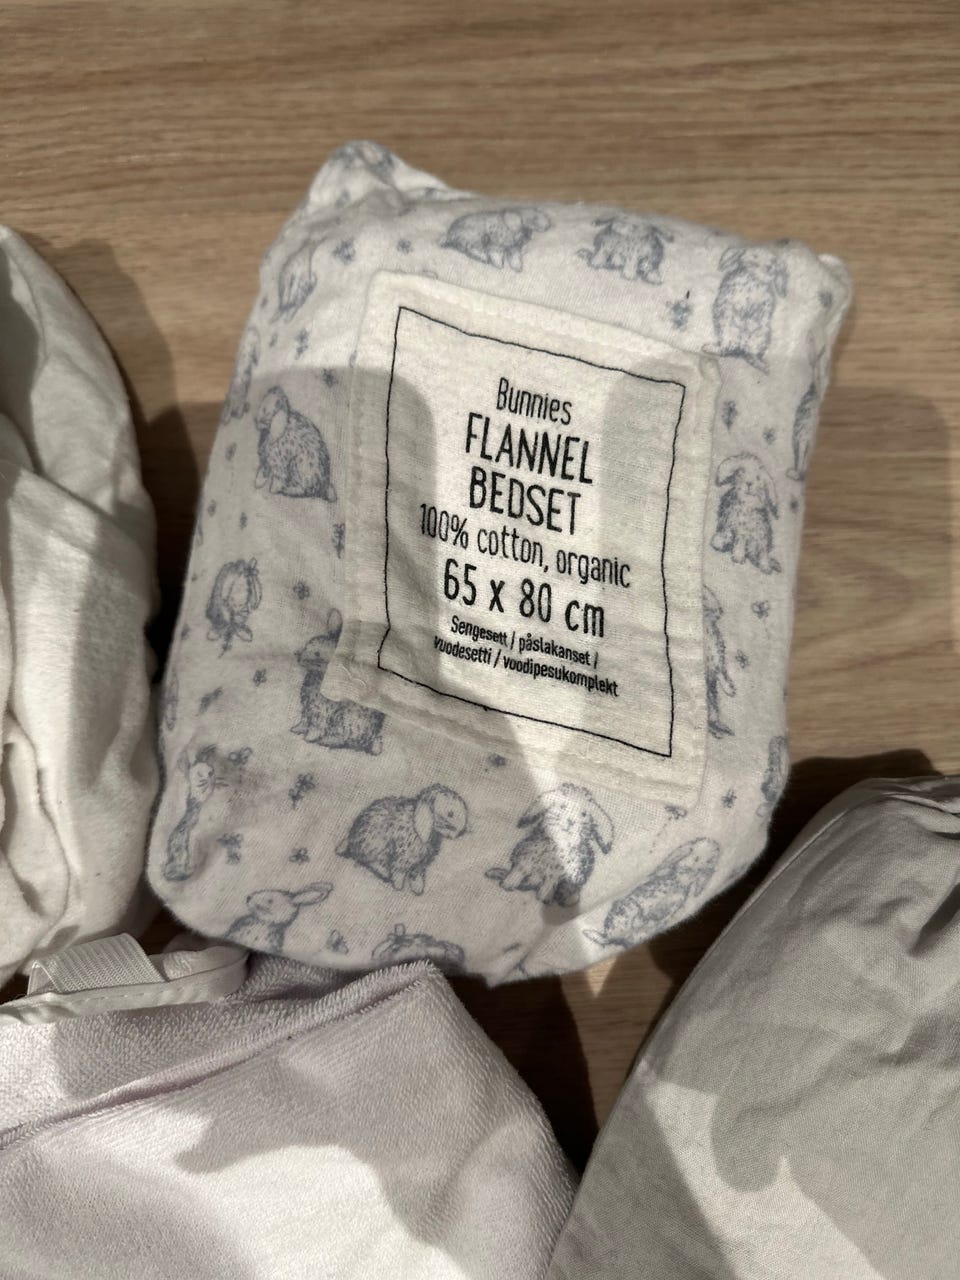 Bunnies
FLANNEL
BEDSET
100% cotton, organic
65 x 80 cm
Sengesett / påslakanset /
vuodesetti / voodipesukomplekt